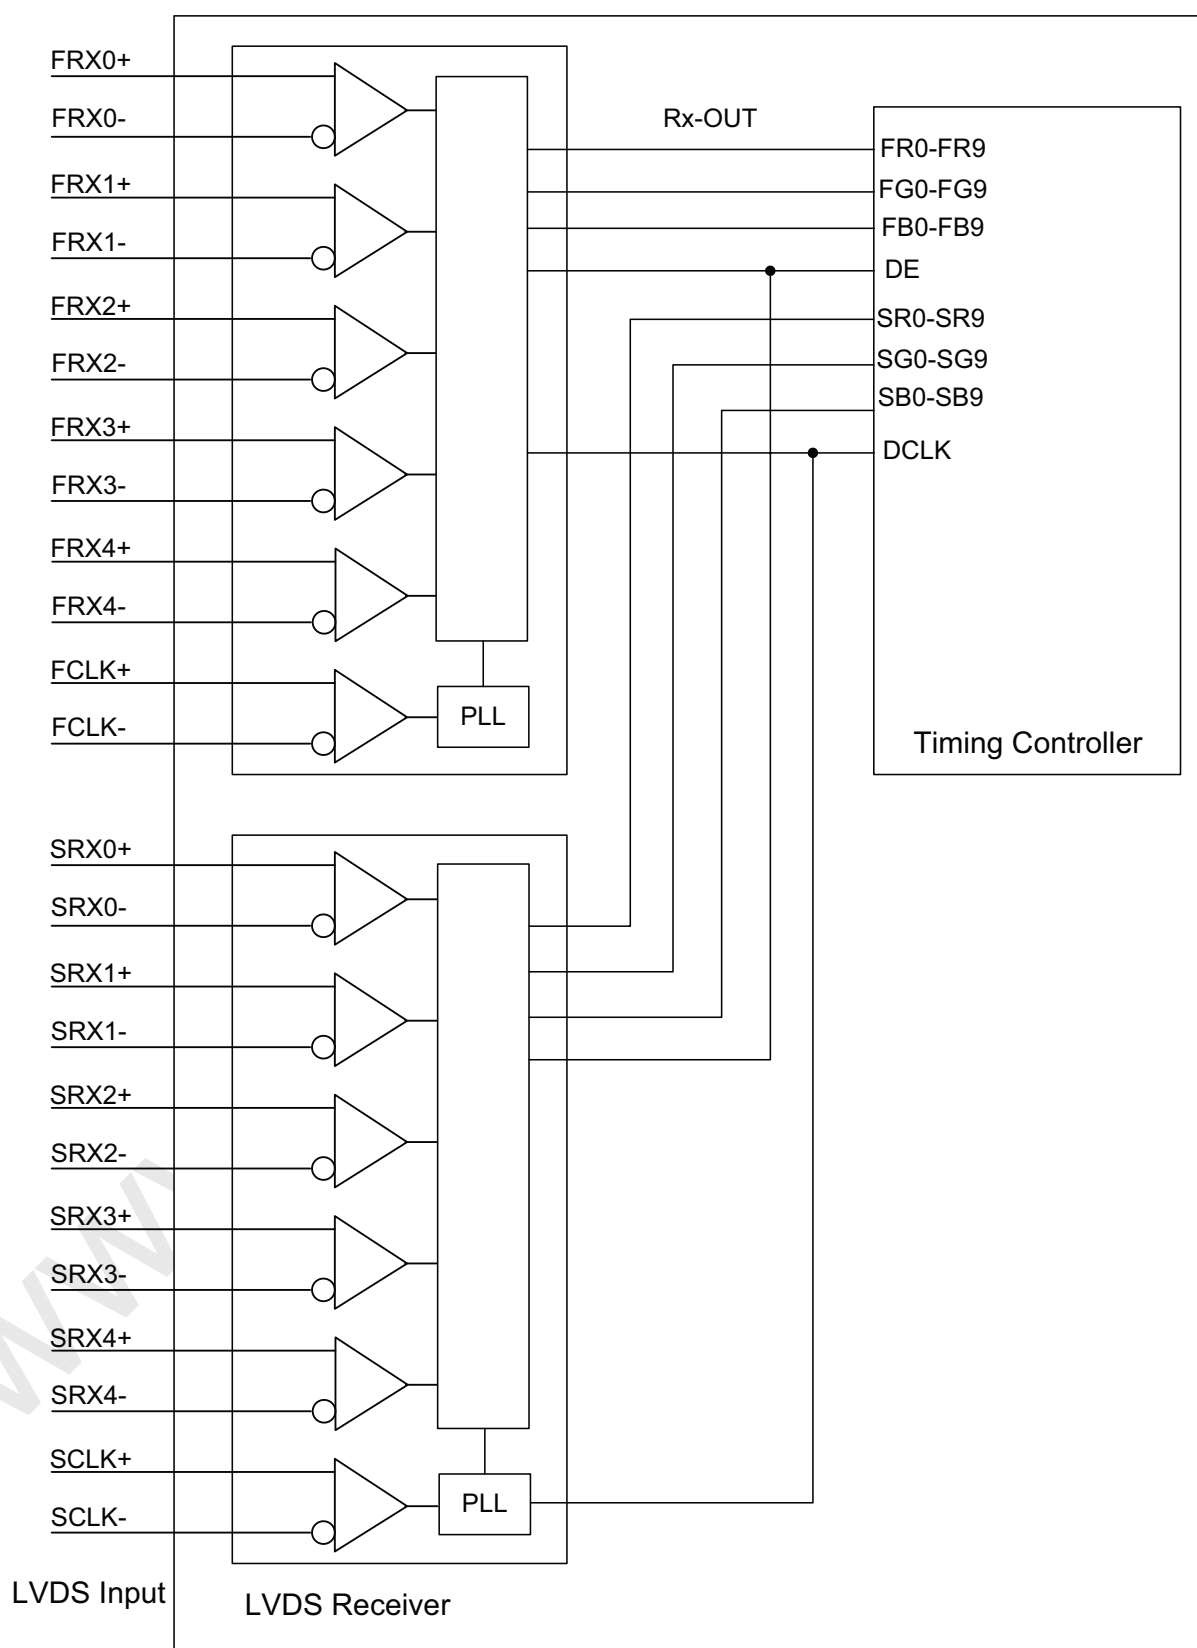 FRX0+
FRX0-
FRX1+
FRX1-
FRX2+
FRX2-
FRX3+
FRX3-
FRX4+
FRX4-
FCLK+
FCLK-
PLL
Rx-OUT
FR0-FR9
FG0-FG9
FB0-FB9
DE
SR0-SR9
SG0-SG9
SB0-SB9
DCLK
Timing Controller
SRX0+
SRX0-
SRX1+
SRX1-
SRX2+
SRX2-
SRX3+
SRX3-
SRX4+
SRX4-
SCLK+
SCLK-
PLL
LVDS Input
LVDS Receiver